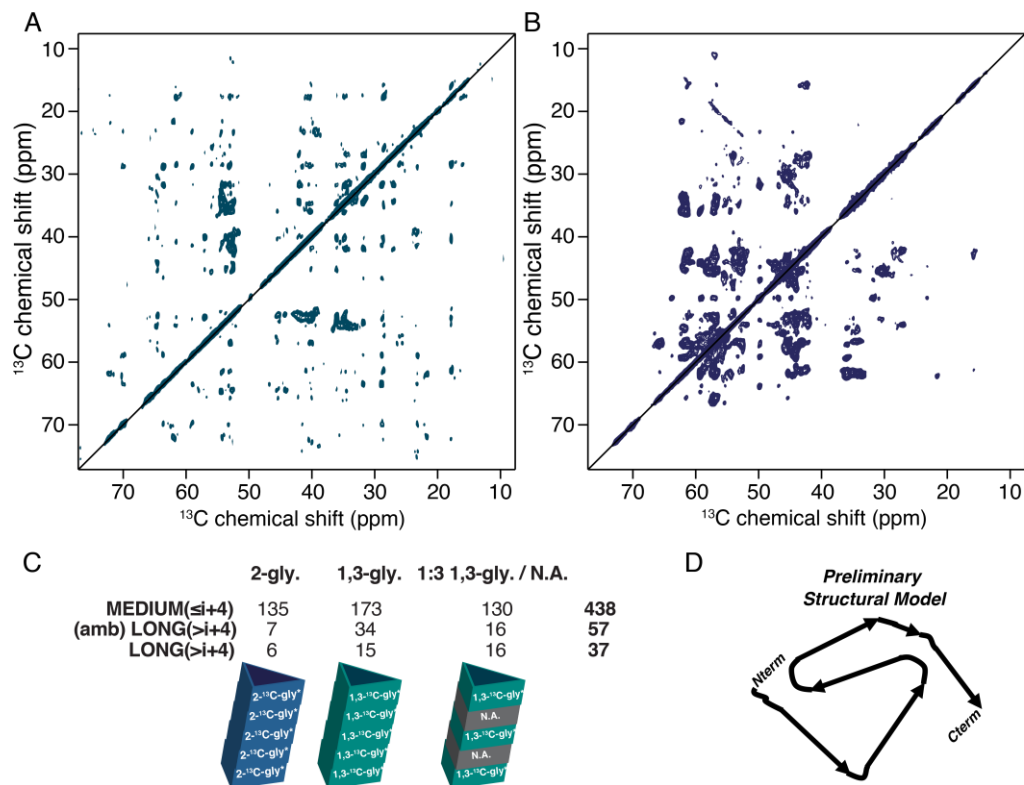 A
10
20
30
40
50
60
70
¹³C chemical shift (ppm)
70 60 50 40 30 20 10
¹³C chemical shift (ppm)
B
10
20
30
40
50
60
70
¹³C chemical shift (ppm)
70 60 50 40 30 20 10
¹³C chemical shift (ppm)
C
2-gly. 1,3-gly. 1:3 1,3-gly. / N.A.
MEDIUM(≤i+4) 135 173 130 438
(amb) LONG(>i+4) 7 34 16 57
LONG(>i+4) 6 15 16 37
2-¹³C-gly*
2-¹³C-gly*
2-¹³C-gly*
2-¹³C-gly*
2-¹³C-gly*
1,3-¹³C-gly*
1,3-¹³C-gly*
1,3-¹³C-gly*
1,3-¹³C-gly*
1,3-¹³C-gly*
1,3-¹³C-gly*
N.A.
1,3-¹³C-gly*
N.A.
1,3-¹³C-gly*
D
Preliminary
Structural Model
Nterm
Cterm